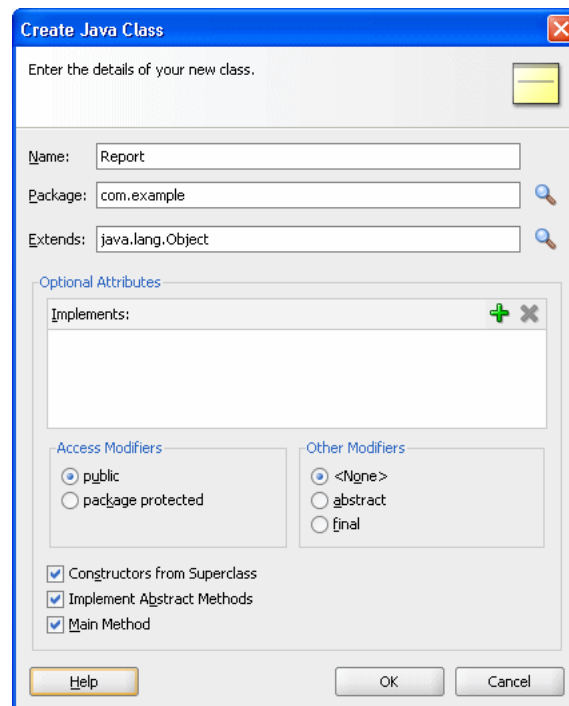 Create Java Class
Enter the details of your new class.
Name: Report
Package: com.example
Extends: java.lang.Object
Optional Attributes
Implements:
Access Modifiers
public
package protected
Other Modifiers
<None>
abstract
final
Constructors from Superclass
Implement Abstract Methods
Main Method
Help OK Cancel